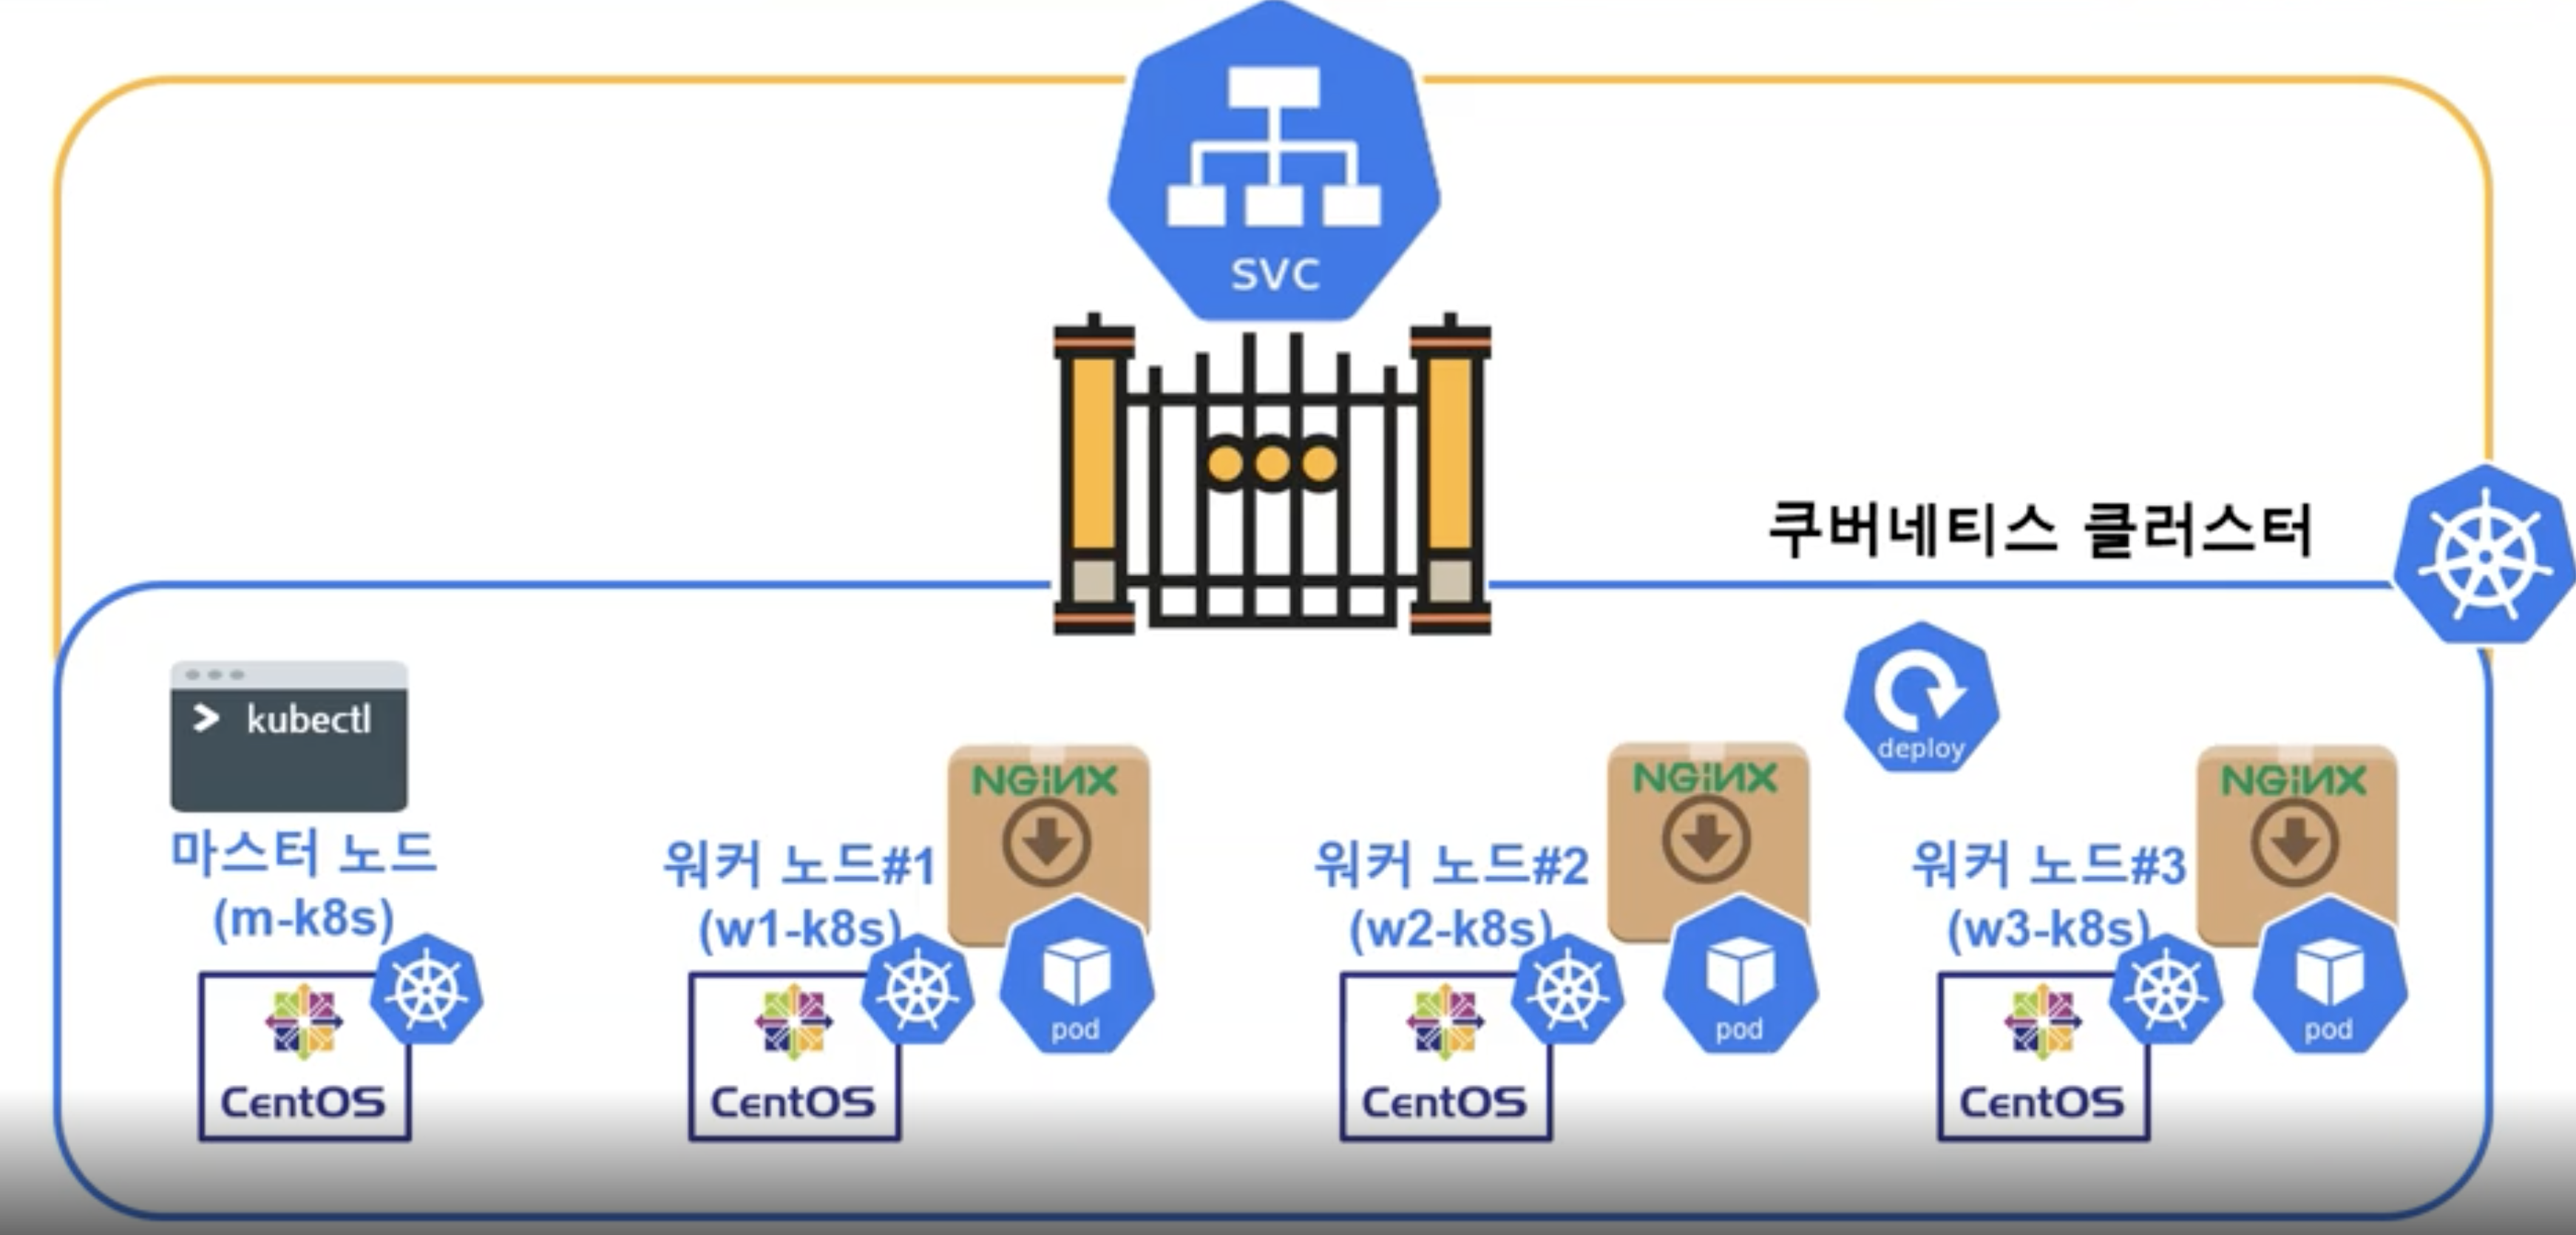 svc
쿠버네티스 클러스터
> kubectl
deploy
마스터 노드
(m-k8s)
CentOS
워커 노드#1
(w1-k8s)
NGiNX
pod
CentOS
워커 노드#2
(w2-k8s)
NGiNX
pod
CentOS
워커 노드#3
(w3-k8s)
NGiNX
pod
CentOS